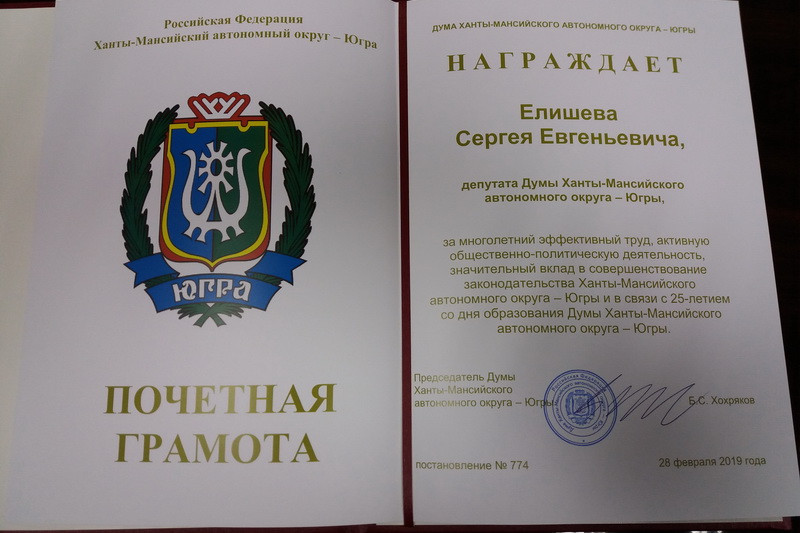 Российская Федерация
Ханты-Мансийский автономный округ – Югра
ЮГРА
ПОЧЕТНАЯ
ГРАМОТА
ДУМА ХАНТЫ-МАНСИЙСКОГО АВТОНОМНОГО ОКРУГА – ЮГРЫ
НАГРАЖДАЕТ
Елишева
Сергея Евгеньевича,
депутата Думы Ханты-Мансийского
автономного округа – Югры,
за многолетний эффективный труд, активную
общественно-политическую деятельность,
значительный вклад в совершенствование
законодательства Ханты-Мансийского
автономного округа – Югры и в связи с 25-летием
со дня образования Думы Ханты-Мансийского
автономного округа – Югры.
Председатель Думы
Ханты-Мансийского
автономного округа – Югры
Б.С. Хохряков
постановление № 774
28 февраля 2019 года